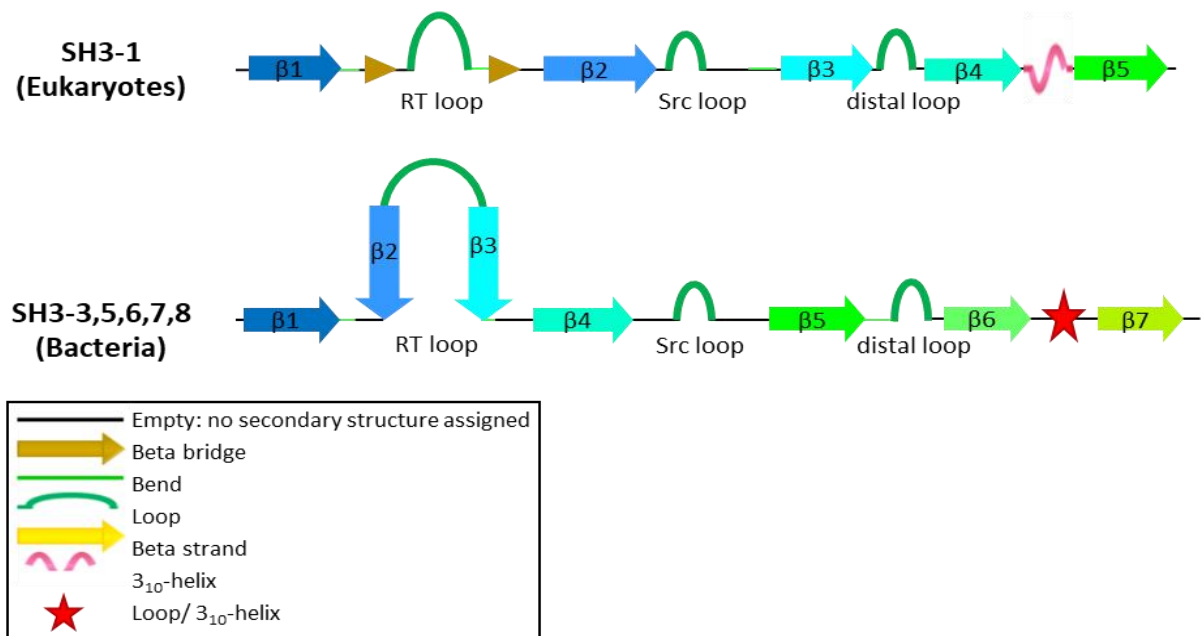 SH3-1
(Eukaryotes)
β1
β2
β3
β4
β5
RT loop
Src loop
distal loop
β2
β3
SH3-3,5,6,7,8
(Bacteria)
β1
β4
β5
β6
β7
RT loop
Src loop
distal loop
Empty: no secondary structure assigned
Beta bridge
Bend
Loop
Beta strand
3₁₀-helix
Loop/ 3₁₀-helix